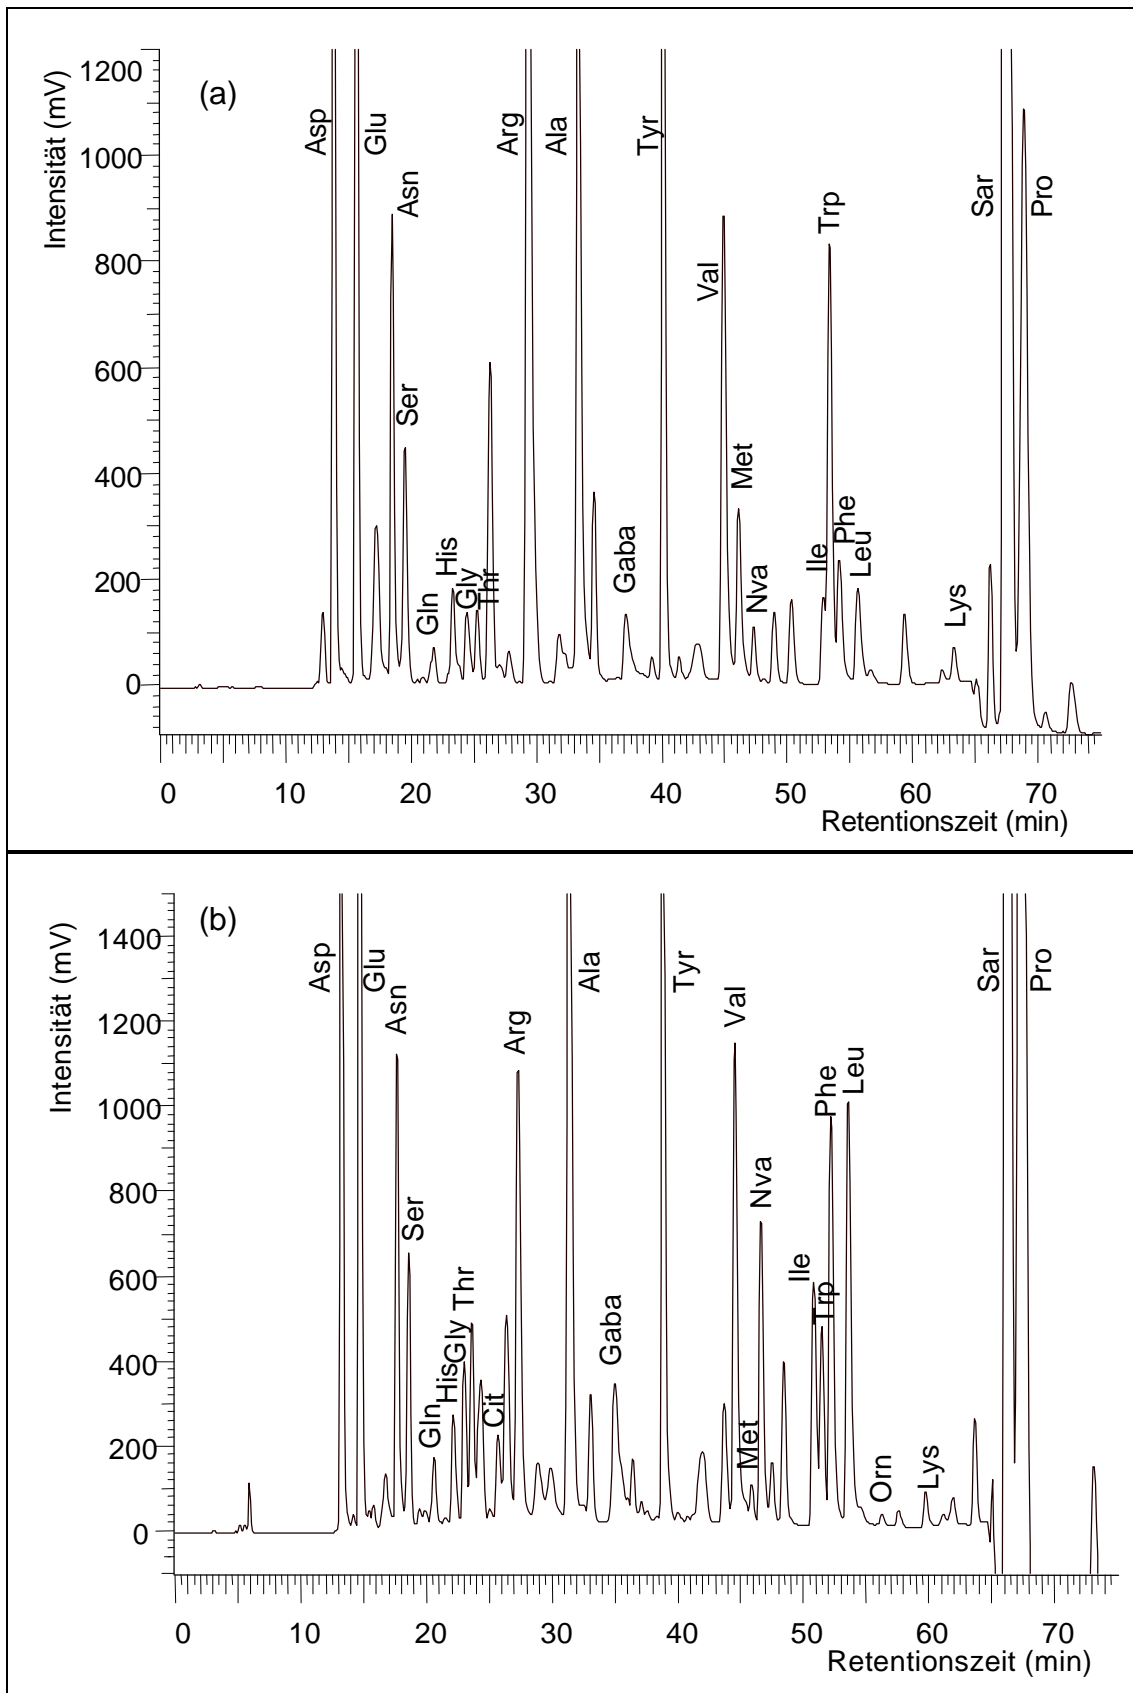 (a)
Intensität (mV)
1200
1000
800
600
400
200
0
Asp
Glu
Asn
Ser
Gln
His
Gly
Thr
Arg
Ala
Gaba
Tyr
Val
Met
Nva
Ile
Trp
Phe
Leu
Lys
Sar
Pro
0 10 20 30 40 50 60 70
Retentionszeit (min)
(b)
Intensität (mV)
1400
1200
1000
800
600
400
200
0
Asp
Glu
Asn
Ser
Gln
His
Gly
Thr
Cit
Arg
Ala
Gaba
Tyr
Val
Met
Nva
Ile
Trp
Phe
Leu
Orn
Lys
Sar
Pro
0 20 30 40 50 60 70
Retentionszeit (min)